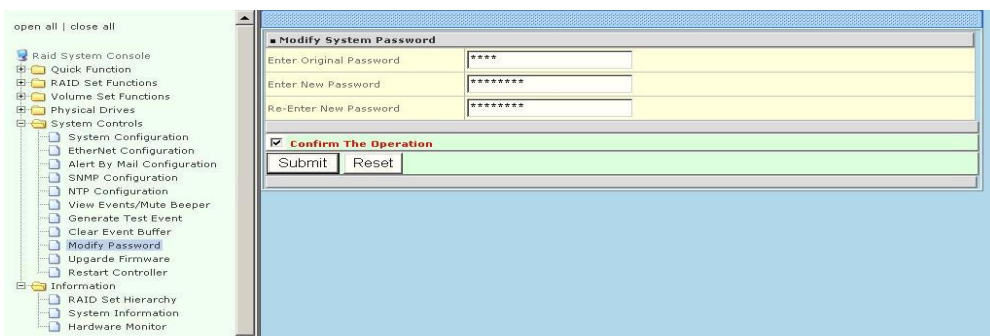 open all | close all
Raid System Console
Quick Function
RAID Set Functions
Volume Set Functions
Physical Drives
System Controls
System Configuration
EtherNet Configuration
Alert By Mail Configuration
SNMP Configuration
NTP Configuration
View Events/Mute Beeper
Generate Test Event
Clear Event Buffer
Modify Password
Upgarde Firmware
Restart Controller
Information
RAID Set Hierarchy
System Information
Hardware Monitor
Modify System Password
Enter Original Password ****
Enter New Password ********
Re-Enter New Password ********
Confirm The Operation
Submit Reset